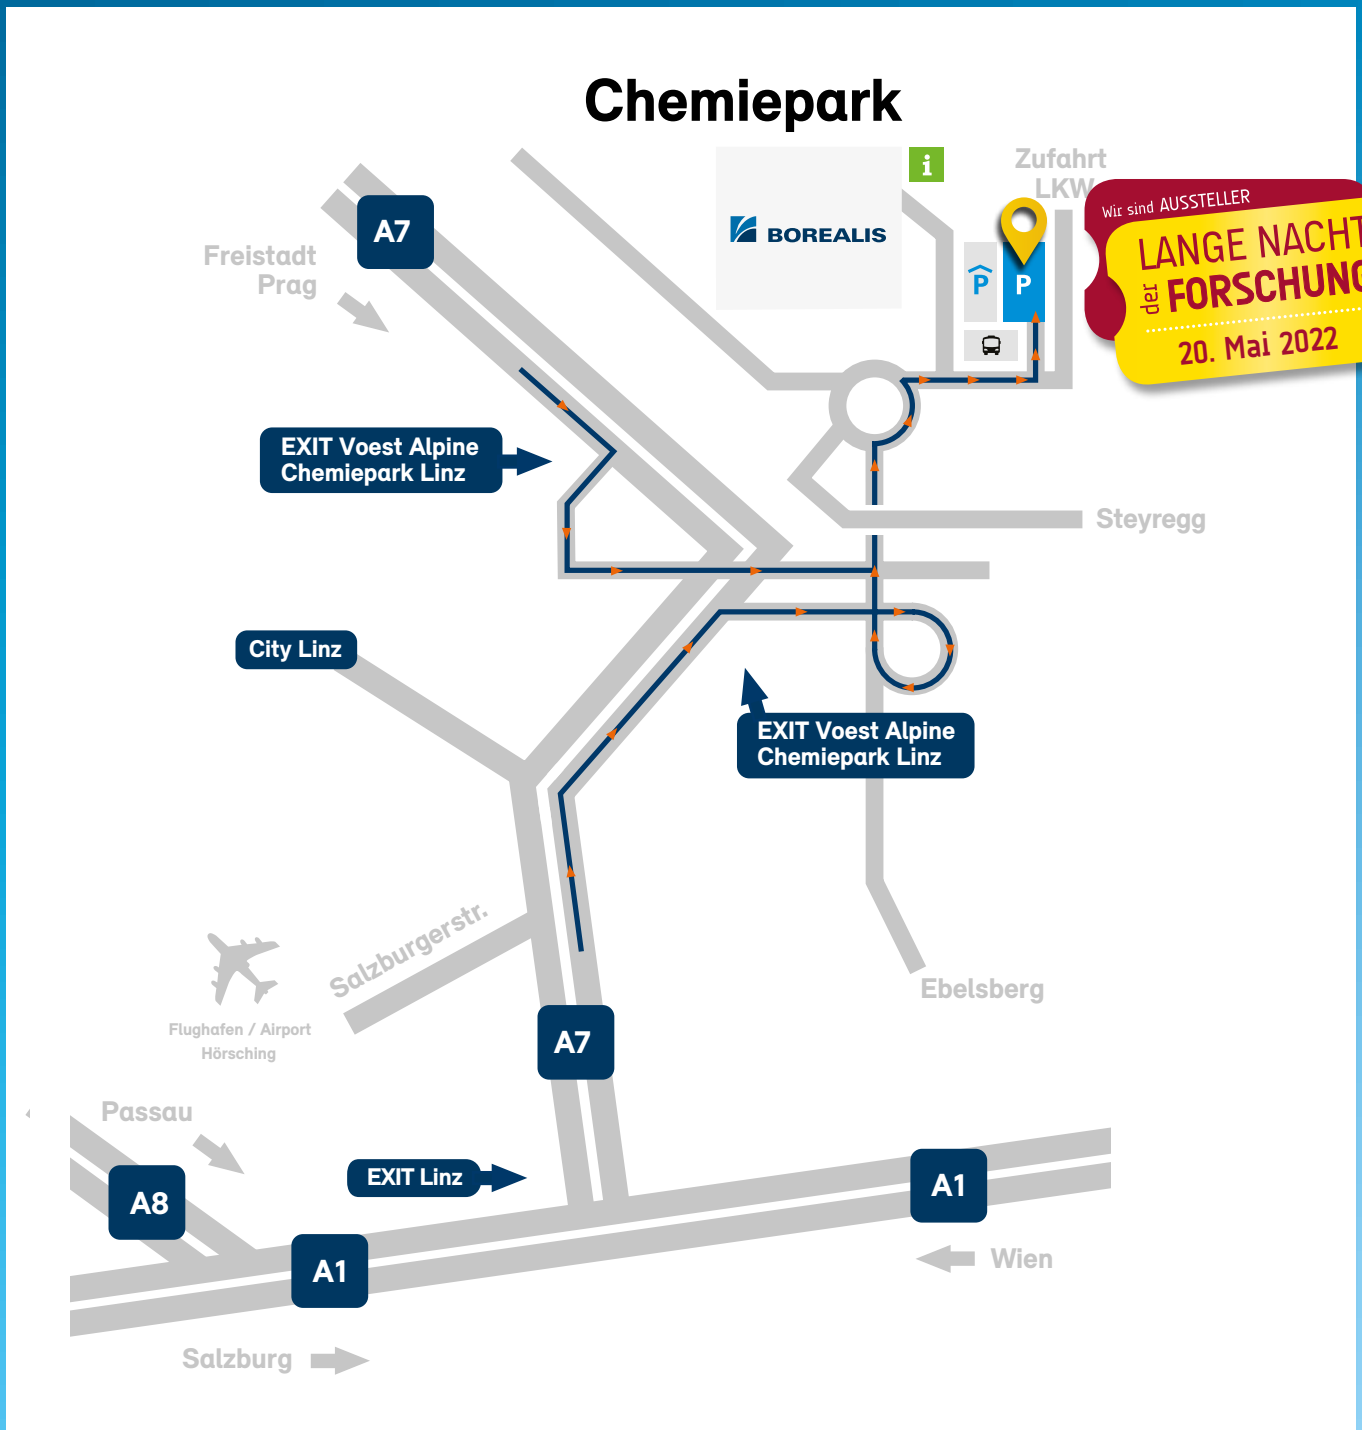 Chemiepark
i
Zufahrt
LKW
Wir sind AUSSTELLER
LANGE NACHT
der FORSCHUNG
20. Mai 2022
A7
BOREALIS
Freistadt
Prag
P
P
EXIT Voest Alpine
Chemiepark Linz
Steyregg
City Linz
EXIT Voest Alpine
Chemiepark Linz
Salzburgerstr.
Ebelsberg
Flughafen / Airport
Hörsching
A7
Passau
EXIT Linz
A8
A1
A1
Wien
Salzburg